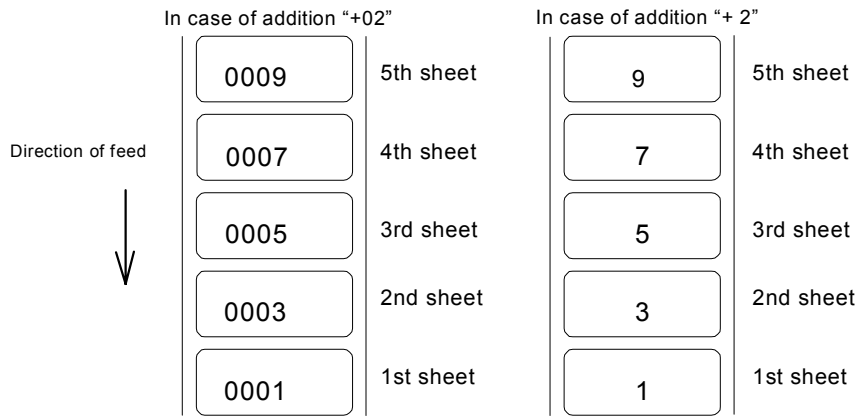 In case of addition “+02”
In case of addition “+ 2”
0009 5th sheet
9 5th sheet
Direction of feed
0007 4th sheet
7 4th sheet
0005 3rd sheet
5 3rd sheet
0003 2nd sheet
3 2nd sheet
0001 1st sheet
1 1st sheet